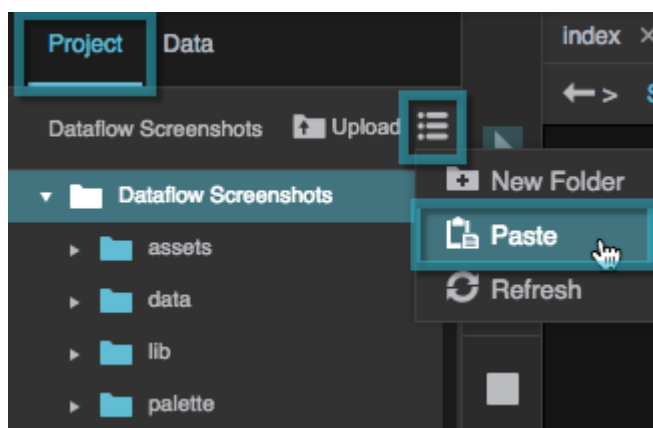 Project Data
index
Dataflow Screenshots Upload
Dataflow Screenshots
assets
data
lib
palette
New Folder
Paste
Refresh